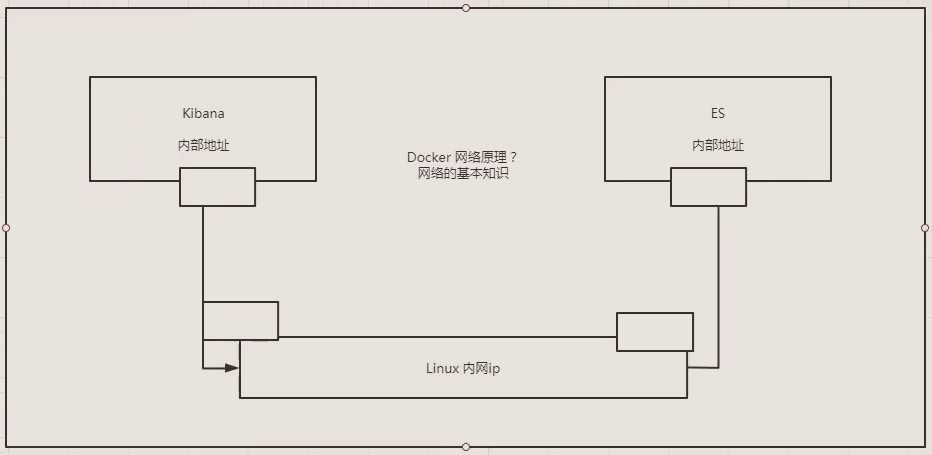 Kibana
内部地址
ES
内部地址
Docker 网络原理？
网络的基本知识
Linux 内网ip